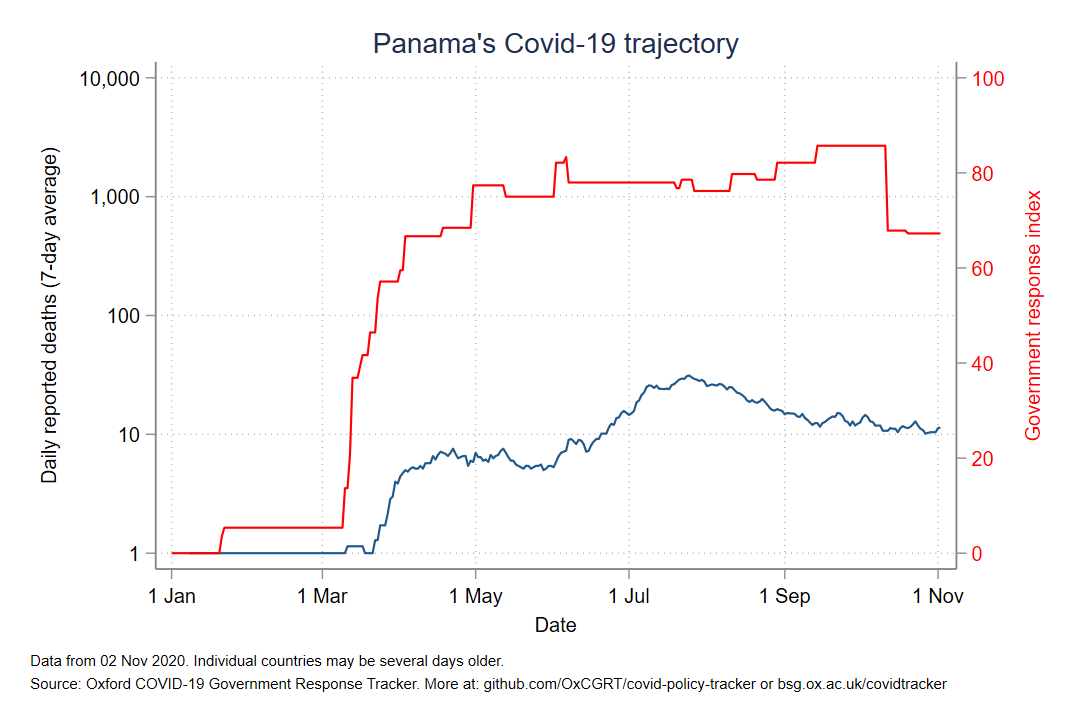 Panama's Covid-19 trajectory
10,000
1,000
100
10
1
Daily reported deaths (7-day average)
100
80
60
40
20
0
Government response index
1 Jan
1 Mar
1 May
1 Jul
1 Sep
1 Nov
Date
Data from 02 Nov 2020. Individual countries may be several days older.
Source: Oxford COVID-19 Government Response Tracker. More at: github.com/OxCGRT/covid-policy-tracker or bsg.ox.ac.uk/covidtracker